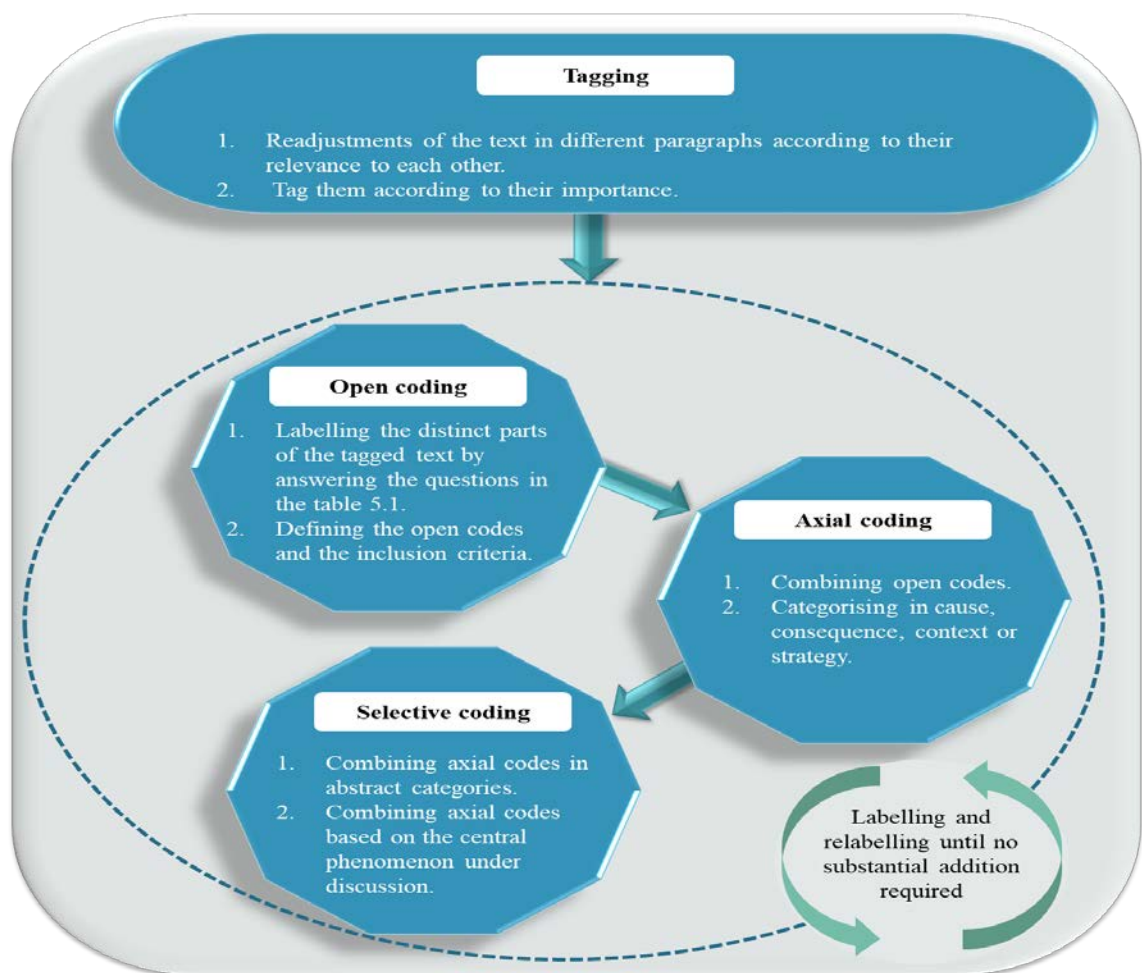 Tagging
1. Readjustments of the text in different paragraphs according to their
relevance to each other.
2. Tag them according to their importance.
Open coding
1. Labelling the distinct parts
of the tagged text by
answering the questions in
the table 5.1.
2. Defining the open codes
and the inclusion criteria.
Axial coding
1. Combining open codes.
2. Categorising in cause,
consequence, context or
strategy.
Selective coding
1. Combining axial codes in
abstract categories.
2. Combining axial codes
based on the central
phenomenon under
discussion.
Labelling and
relabelling until no
substantial addition
required